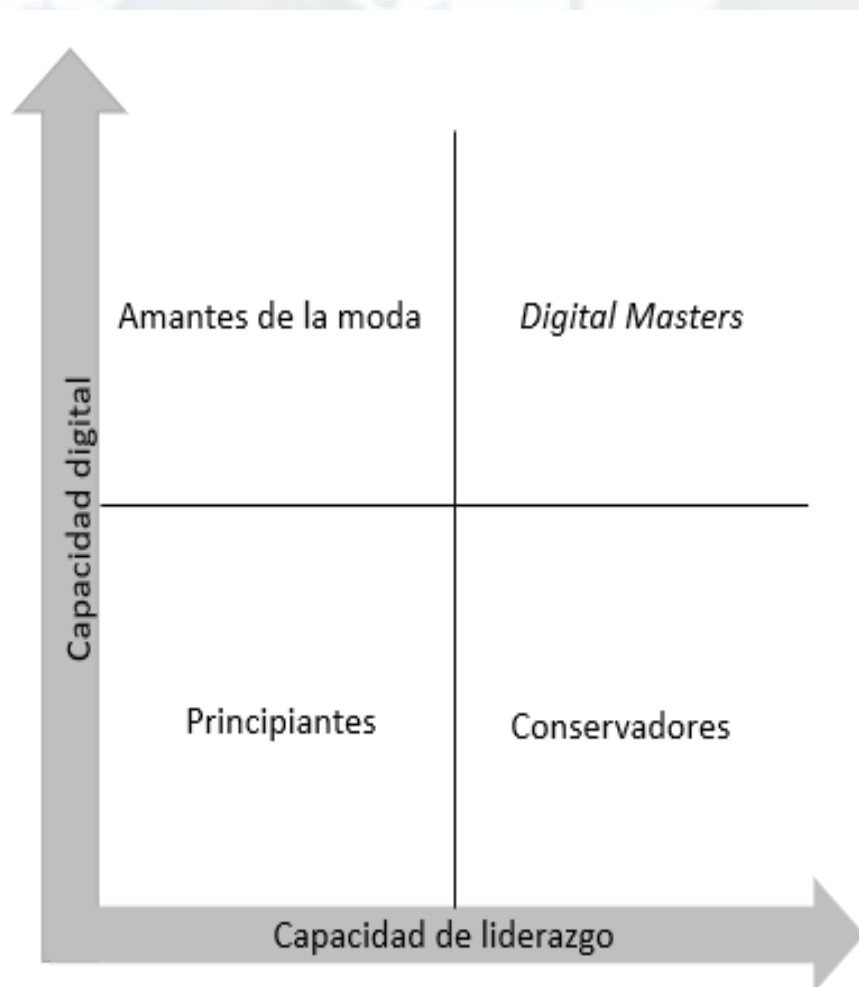 Amantes de la moda
Digital Masters
Capacidad digital
Principiantes
Conservadores
Capacidad de liderazgo